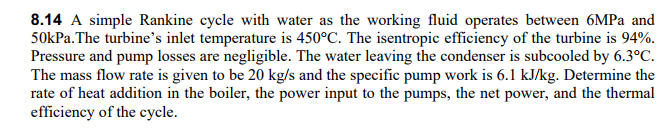 8.14 A simple Rankine cycle with water as the working fluid operates between 6MPa and
50kPa.The turbine's inlet temperature is 450°C. The isentropic efficiency of the turbine is 94%.
Pressure and pump losses are negligible. The water leaving the condenser is subcooled by 6.3°C.
The mass flow rate is given to be 20 kg/s and the specific pump work is 6.1 kJ/kg. Determine the
rate of heat addition in the boiler, the power input to the pumps, the net power, and the thermal
efficiency of the cycle.